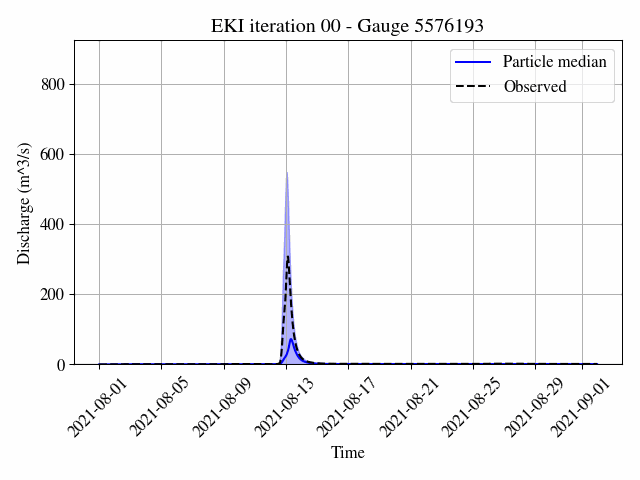 EKI iteration 00 - Gauge 5576193
Particle median
Observed
Discharge (m^3/s)
800
600
400
200
0
2021-08-01
2021-08-05
2021-08-09
2021-08-13
2021-08-17
2021-08-21
2021-08-25
2021-08-29
2021-09-01
Time